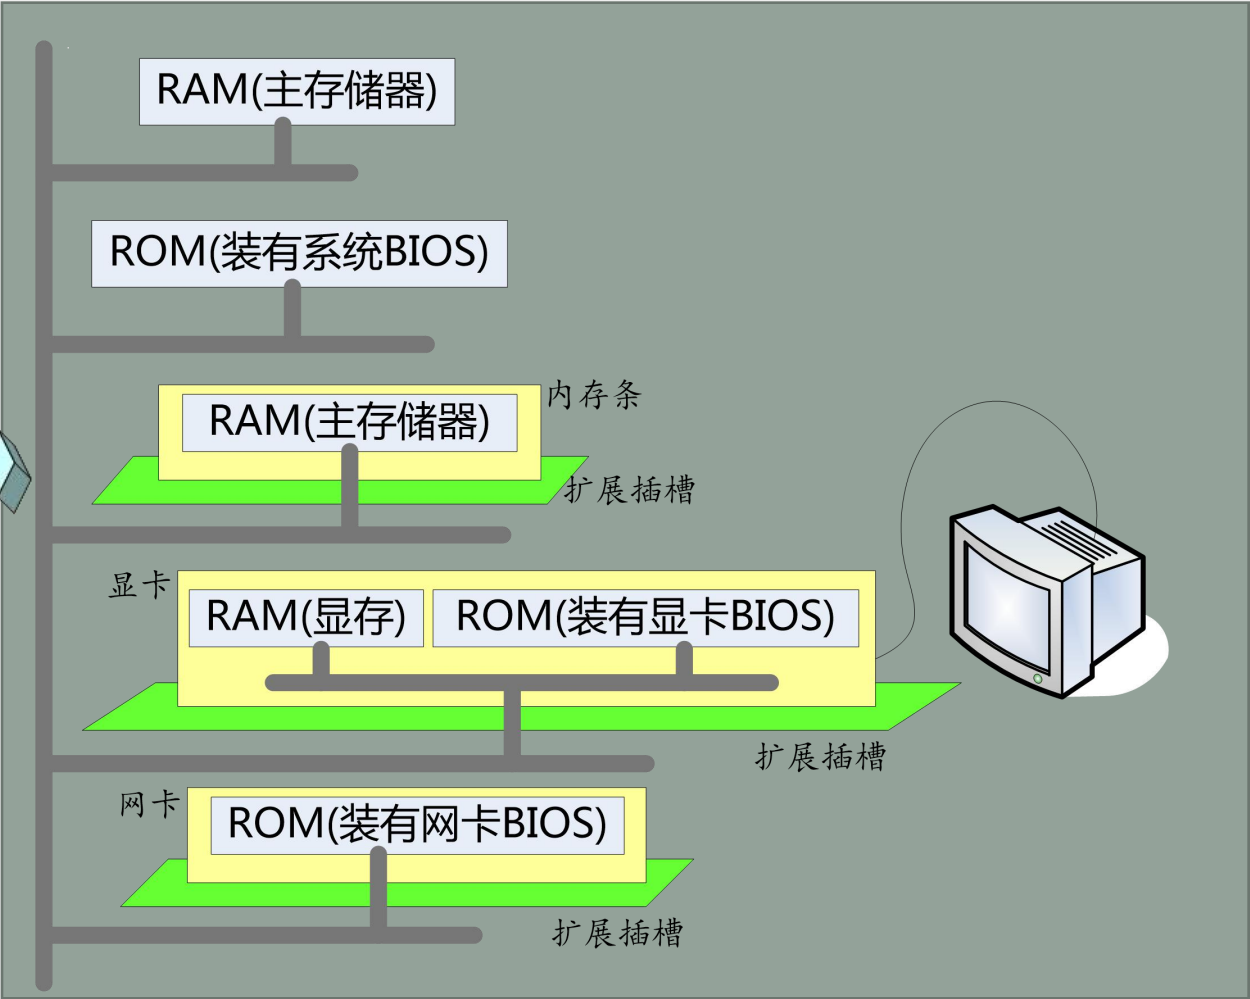 RAM(主存储器)
ROM(装有系统BIOS)
内存条
RAM(主存储器)
扩展插槽
显卡
RAM(显存)
ROM(装有显卡BIOS)
扩展插槽
网卡
ROM(装有网卡BIOS)
扩展插槽